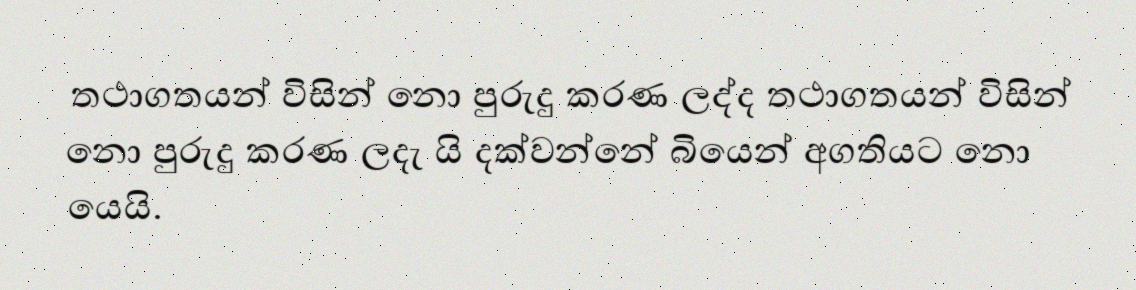 තථාගතයන් විසින් නො පුරුදු කරණ ලද්ද තථාගතයන් විසින්
නො පුරුදු කරණ ලදැ යි දක්වන්නේ බියෙන් අගතියට නො
යෙයි.